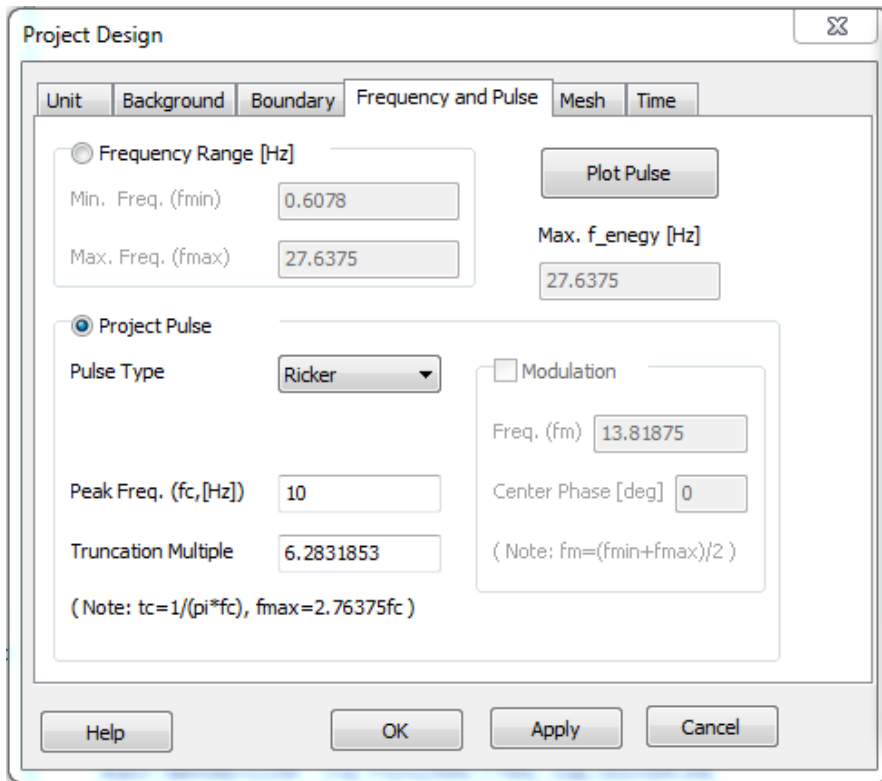 Project Design
Unit Background Boundary Frequency and Pulse Mesh Time
Frequency Range [Hz]
Min. Freq. (fmin) 0.6078
Max. Freq. (fmax) 27.6375
Plot Pulse
Max. f_enegy [Hz]
27.6375
Project Pulse
Pulse Type Ricker
Peak Freq. (fc,[Hz]) 10
Truncation Multiple 6.2831853
( Note: tc=1/(pi*fc), fmax=2.76375fc )
Modulation
Freq. (fm) 13.81875
Center Phase [deg] 0
( Note: fm=(fmin+fmax)/2 )
Help OK Apply Cancel